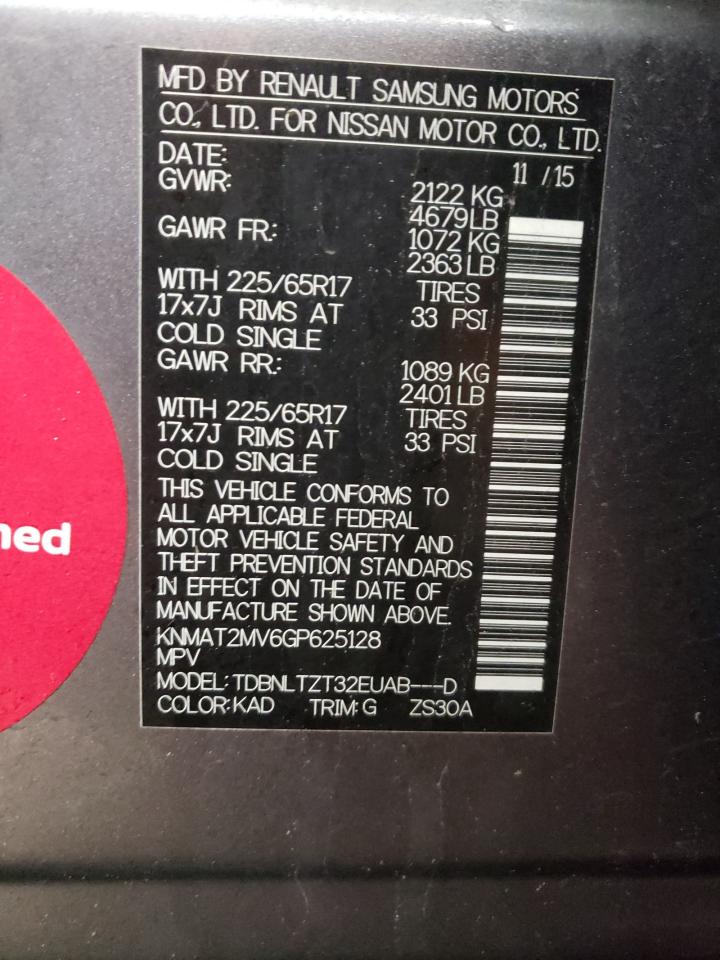 MFD BY RENAULT SAMSUNG MOTORS
CO., LTD. FOR NISSAN MOTOR CO., LTD.
DATE: 11 / 15
GVWR: 2122 KG
4679LB
GAWR FR: 1072 KG
2363 LB
WITH 225/65R17 TIRES
17x7J RIMS AT 33 PSI
COLD SINGLE
GAWR RR: 1089 KG
2401 LB
WITH 225/65R17 TIRES
17x7J RIMS AT 33 PSI
COLD SINGLE
THIS VEHICLE CONFORMS TO
ALL APPLICABLE FEDERAL
MOTOR VEHICLE SAFETY AND
THEFT PREVENTION STANDARDS
IN EFFECT ON THE DATE OF
MANUFACTURE SHOWN ABOVE.
KNMAT2MV6GP625128
MPV
MODEL: TDBNLTZT32EUAB---D
COLOR: KAD TRIM: G ZS30A